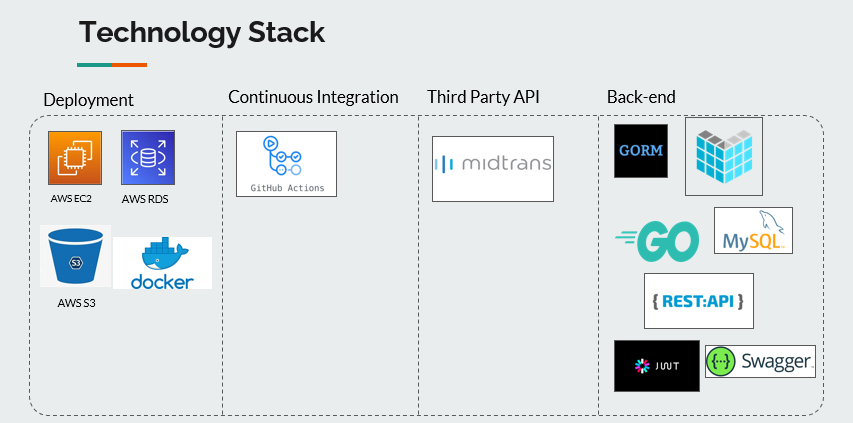 Technology Stack
Deployment
Continuous Integration
Third Party API
Back-end
AWS EC2
AWS RDS
S3
AWS S3
docker
GitHub Actions
midtrans
GORM
GO
MySQL
{ REST:API }
JWT
{···} Swagger